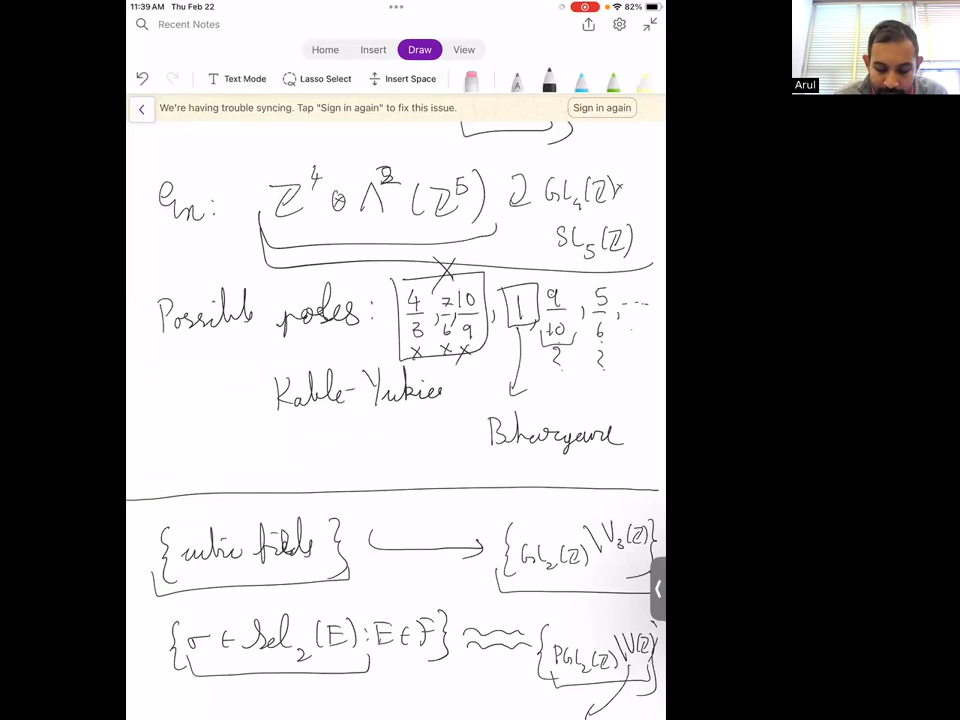 11:39 AM Thu Feb 22
82%
Recent Notes
Home Insert Draw View
Text Mode Lasso Select Insert Space
We're having trouble syncing. Tap "Sign in again" to fix this issue.
Sign in again
Arul
Ex: ℤ⁴ ⊗ Λ² (ℤ⁵) GL₄(ℤ)×
SL₅(ℤ)
Possible poles: 4/3, 7/6, 10/9, 1, 9/10, 5/6, ...
x x x ? ?
Kable-Yukie
Bhargava
{cubic fields} → {GL₂(ℤ)\V₃(ℤ)}
{σ ∈ Sel₂(E): E ∈ F} {PGL₂(ℤ)\V(ℤ)}